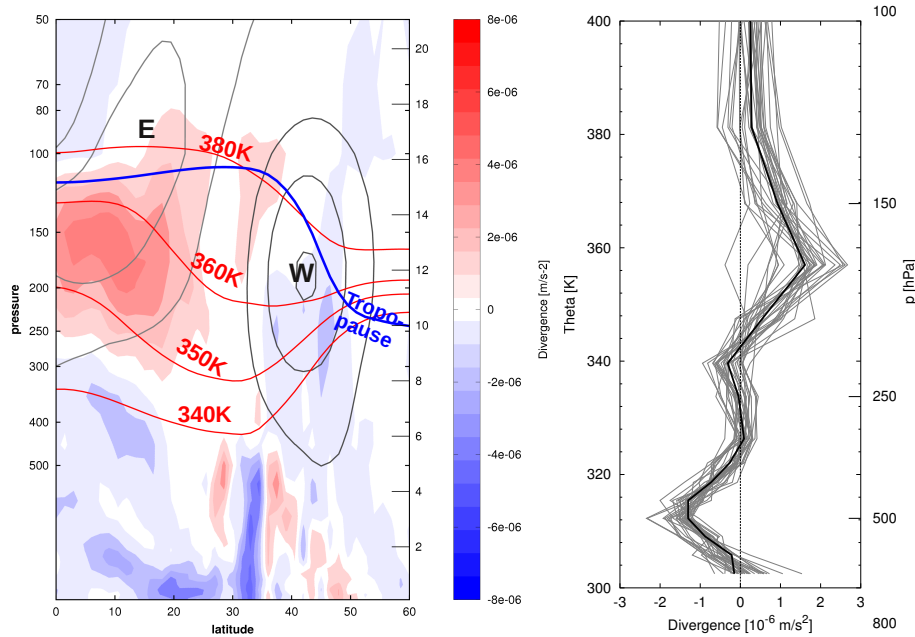 50
70
80
100
150
200
250
300
400
500
pressure
0
10
20
30
40
50
60
latitude
20
18
16
14
12
10
8
6
4
2
E
W
380K
360K
350K
340K
Tropo-
pause
8e-06
6e-06
4e-06
2e-06
0
-2e-06
-4e-06
-6e-06
-8e-06
Divergence [m/s-2]
400
380
360
340
320
300
Theta [K]
-3
-2
-1
0
1
2
3
Divergence [10⁻⁶ m/s²]
100
150
250
500
800
p [hPa]